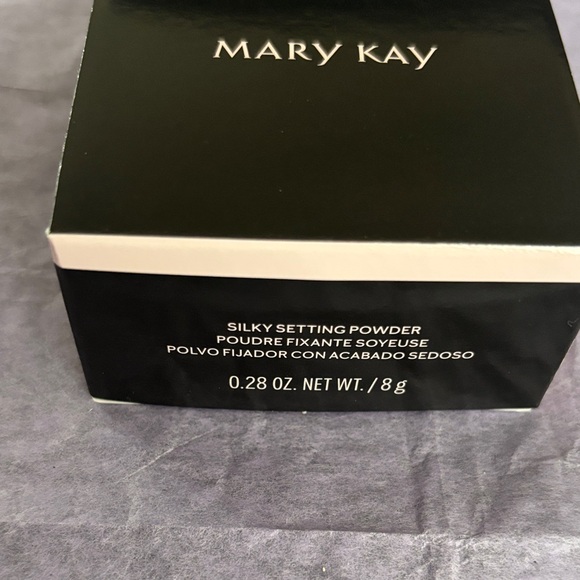 MARY KAY
SILKY SETTING POWDER
POUDRE FIXANTE SOYEUSE
POLVO FIJADOR CON ACABADO SEDOSO
0.28 OZ. NET WT. / 8 g